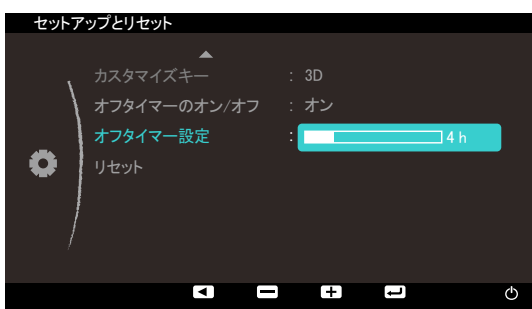 セットアップとリセット
カスタマイズキー : 3D
オフタイマーのオン/オフ : オン
オフタイマー設定 : 4 h
リセット